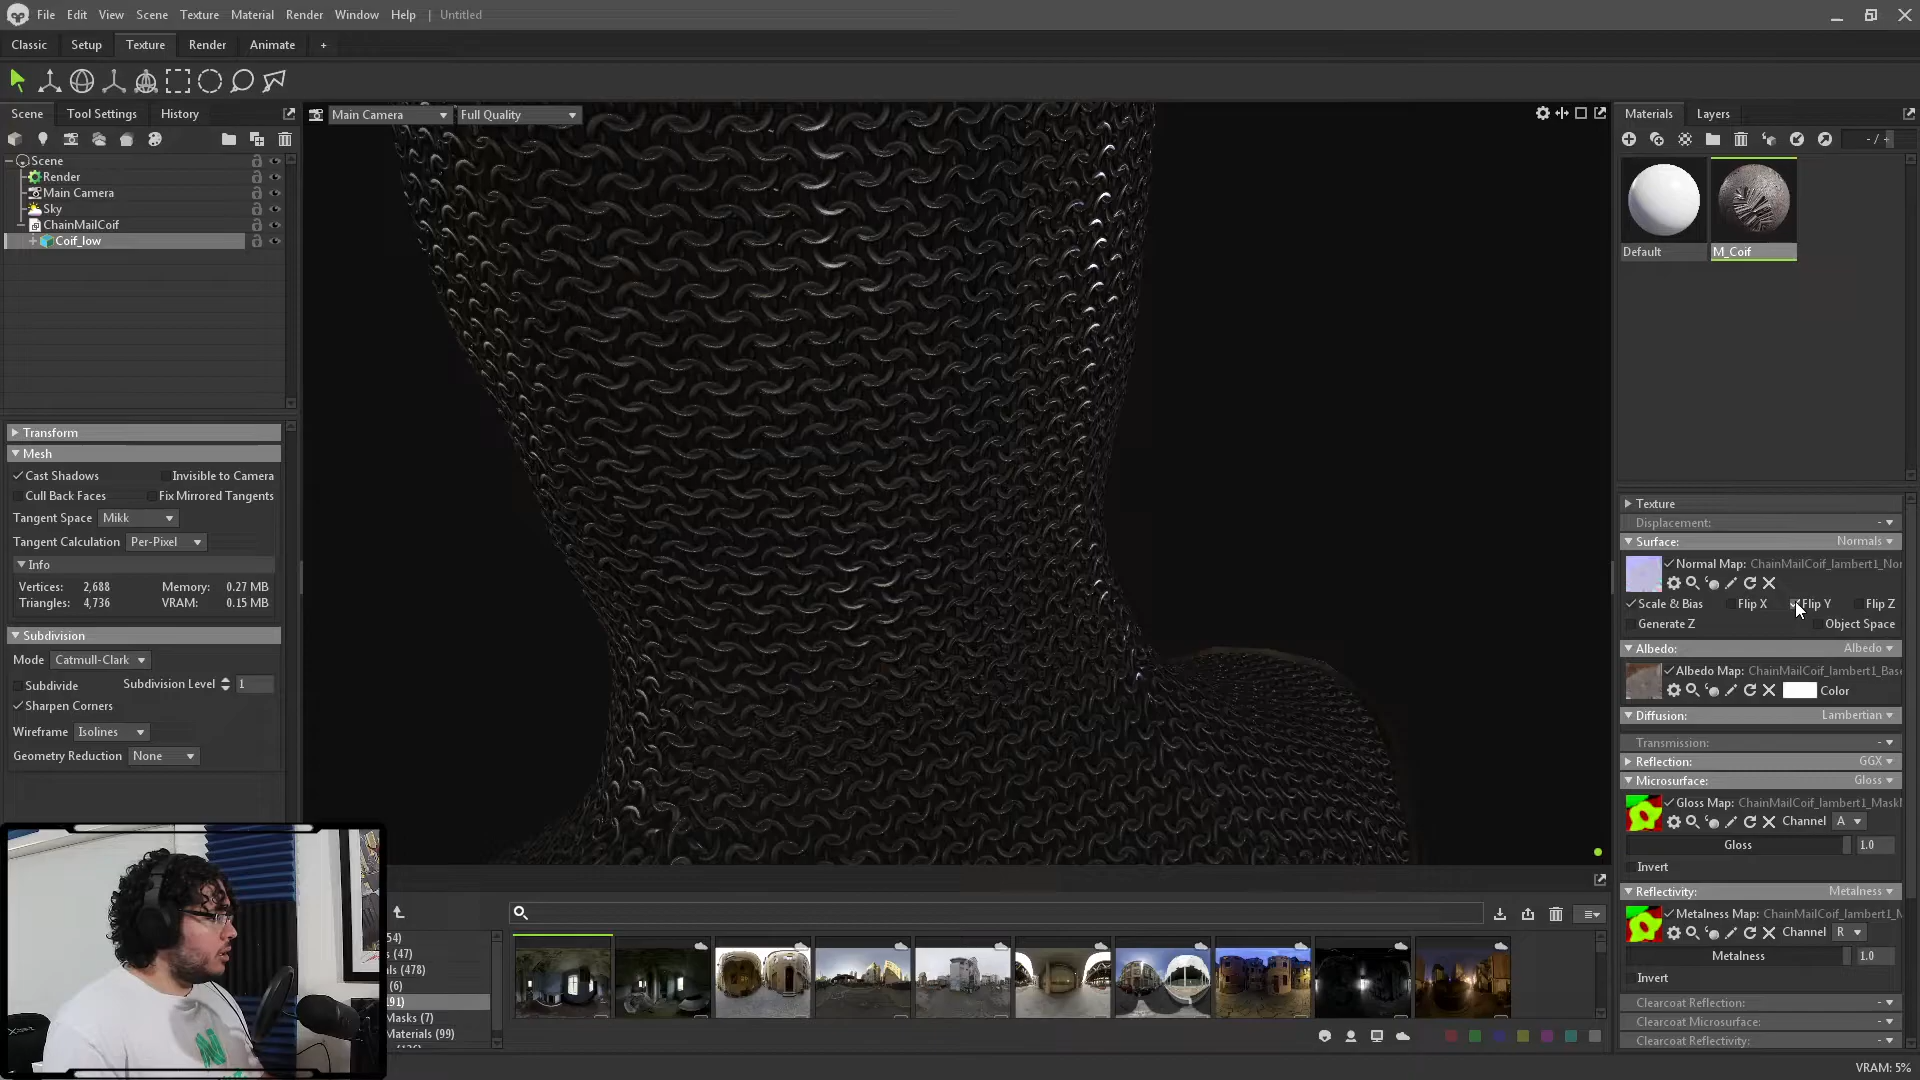 File Edit View Scene Texture Material Render Window Help | Untitled
Classic Setup Texture Render Animate +
Scene Tool Settings History
Main Camera Full Quality
Materials Layers
- /
Scene
Render
Main Camera
Sky
ChainMailCoif
Coif_low
Default M_Coif
Transform
Mesh
Cast Shadows Invisible to Camera
Cull Back Faces Fix Mirrored Tangents
Tangent Space Mikk
Tangent Calculation Per-Pixel
Info
Vertices: 2,688 Memory: 0.27 MB
Triangles: 4,736 VRAM: 0.15 MB
Subdivision
Mode Catmull-Clark
Subdivide Subdivision Level 1
Sharpen Corners
Wireframe Isolines
Geometry Reduction None
Texture
Displacement: -
Surface: Normals
Normal Map: ChainMailCoif_lambert1_Nor
Scale & Bias Flip X Flip Y Flip Z
Generate Z Object Space
Albedo: Albedo
Albedo Map: ChainMailCoif_lambert1_Base
Color
Diffusion: Lambertian
Transmission: -
Reflection: GGX
Microsurface: Gloss
Gloss Map: ChainMailCoif_lambert1_Mask
Channel A
Gloss 1.0
Invert
Reflectivity: Metalness
Metalness Map: ChainMailCoif_lambert1_M
Channel R
Metalness 1.0
Invert
Clearcoat Reflection: -
Clearcoat Microsurface: -
Clearcoat Reflectivity: -
54)
s (47)
ls (478)
(6)
91)
Masks (7)
Materials (99)
VRAM: 5%